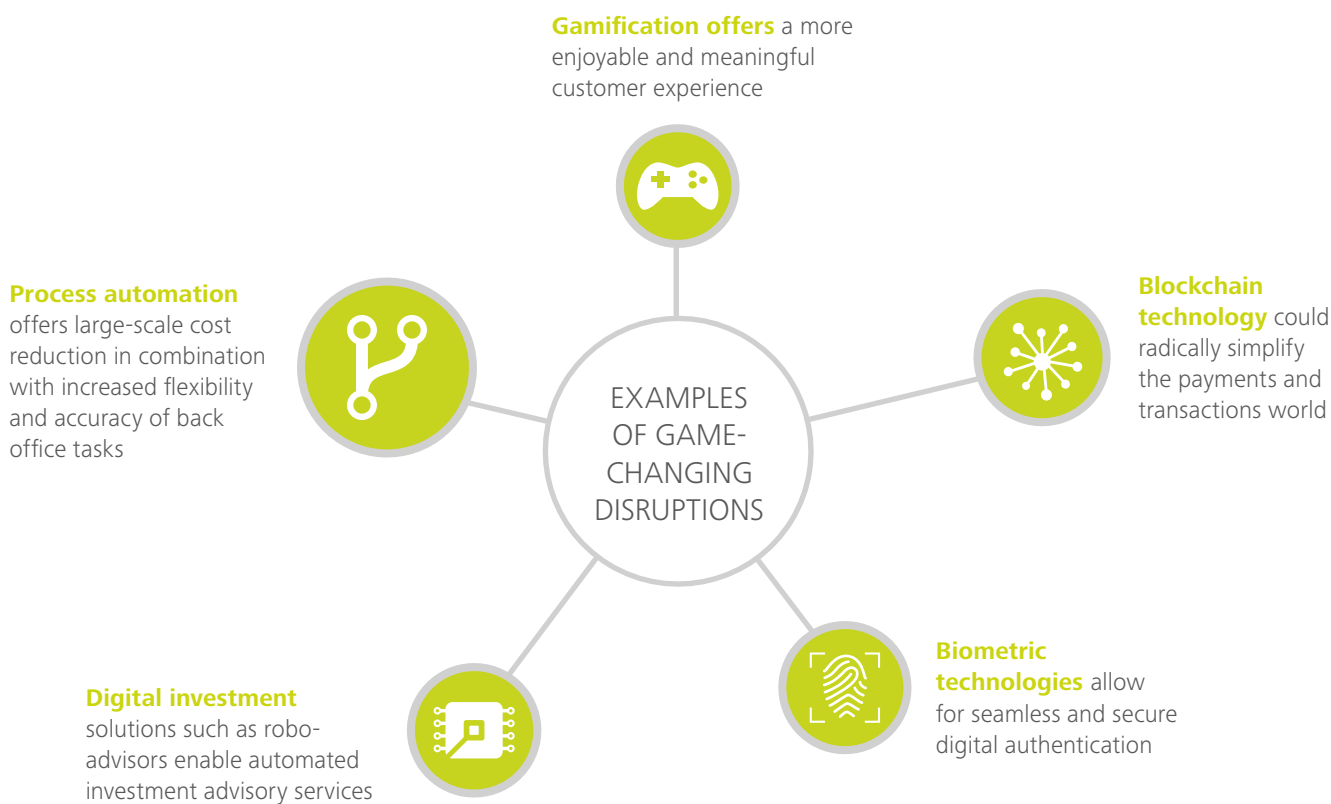 Gamification offers a more
enjoyable and meaningful
customer experience
Process automation
offers large-scale cost
reduction in combination
with increased flexibility
and accuracy of back
office tasks
Blockchain
technology could
radically simplify
the payments and
transactions world
EXAMPLES
OF GAME-
CHANGING
DISRUPTIONS
Digital investment
solutions such as robo-
advisors enable automated
investment advisory services
Biometric
technologies allow
for seamless and secure
digital authentication